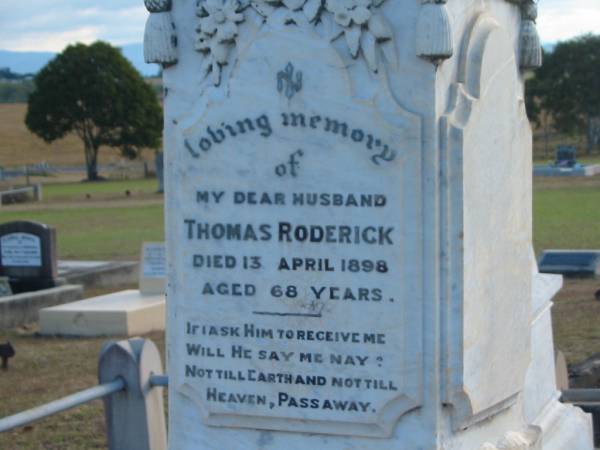 IN
loving memory
of
MY DEAR HUSBAND
THOMAS RODERICK
DIED 13 APRIL 1898
AGED 68 YEARS.
IF I ASK HIM TO RECEIVE ME
WILL HE SAY ME NAY?
NOT TILL EARTH AND NOT TILL
HEAVEN, PASS AWAY.